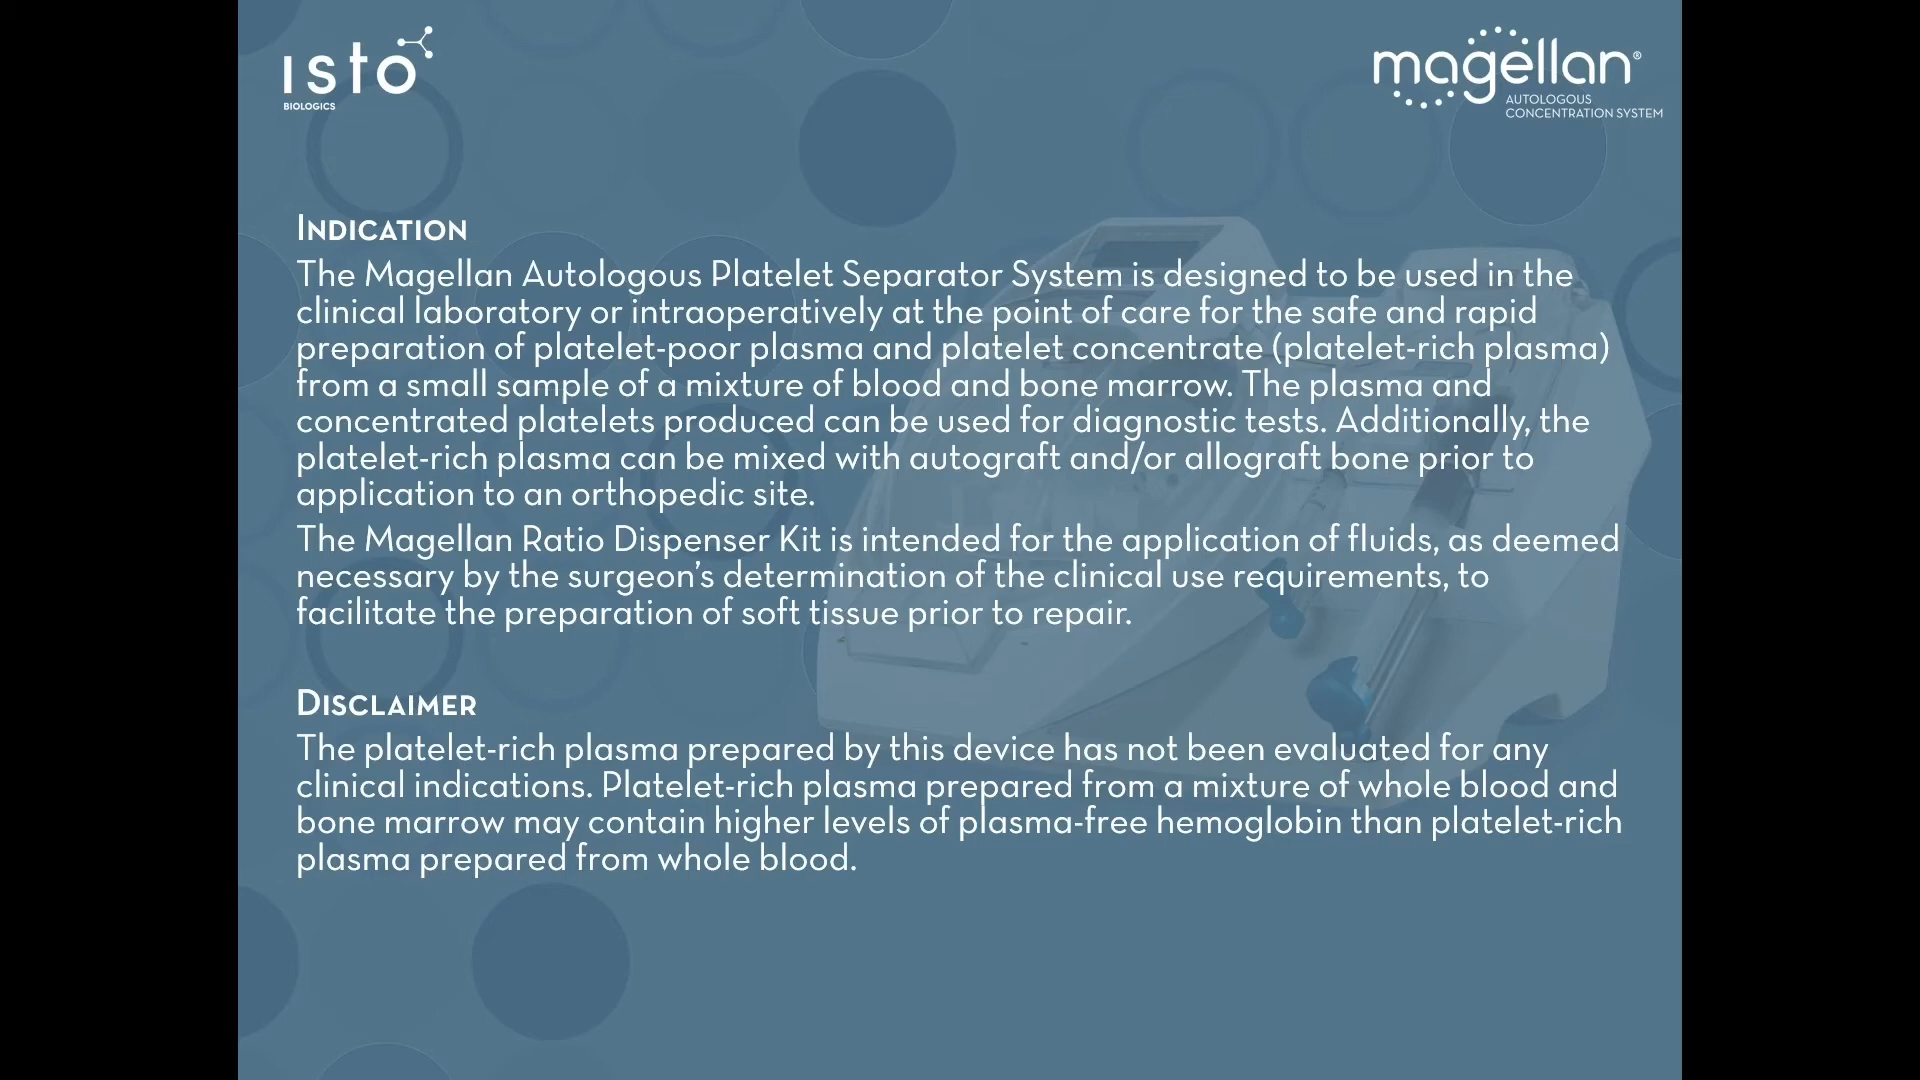 isto
BIOLOGICS
magellan®
AUTOLOGOUS
CONCENTRATION SYSTEM
INDICATION
The Magellan Autologous Platelet Separator System is designed to be used in the
clinical laboratory or intraoperatively at the point of care for the safe and rapid
preparation of platelet-poor plasma and platelet concentrate (platelet-rich plasma)
from a small sample of a mixture of blood and bone marrow. The plasma and
concentrated platelets produced can be used for diagnostic tests. Additionally, the
platelet-rich plasma can be mixed with autograft and/or allograft bone prior to
application to an orthopedic site.
The Magellan Ratio Dispenser Kit is intended for the application of fluids, as deemed
necessary by the surgeon’s determination of the clinical use requirements, to
facilitate the preparation of soft tissue prior to repair.
DISCLAIMER
The platelet-rich plasma prepared by this device has not been evaluated for any
clinical indications. Platelet-rich plasma prepared from a mixture of whole blood and
bone marrow may contain higher levels of plasma-free hemoglobin than platelet-rich
plasma prepared from whole blood.